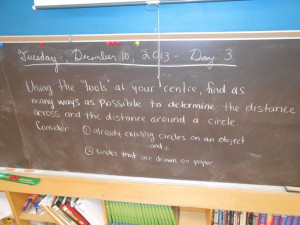 Tuesday, December 10, 2013 - Day 3
Using the "tools" at your centre, find as
many ways as possible to determine the distance
across and the distance around a circle.
Consider: ① already existing circles on an object
and
② circles that are drawn on paper